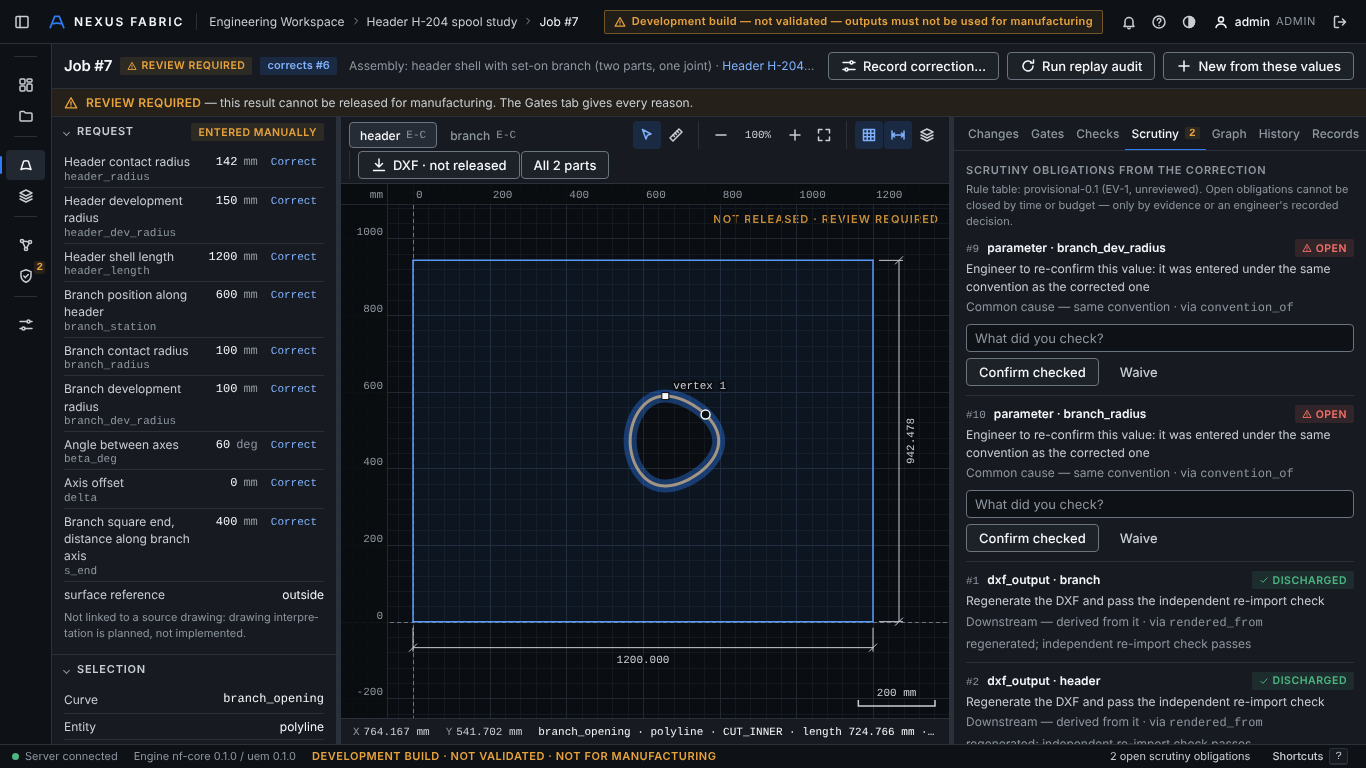 NEXUS FABRIC
Engineering Workspace › Header H-204 spool study › Job #7
Development build — not validated — outputs must not be used for manufacturing
admin ADMIN
Job #7
REVIEW REQUIRED
corrects #6
Assembly: header shell with set-on branch (two parts, one joint) · Header H-204...
Record correction...
Run replay audit
New from these values
REVIEW REQUIRED — this result cannot be released for manufacturing. The Gates tab gives every reason.
REQUEST
ENTERED MANUALLY
Header contact radius 142 mm Correct
header_radius
Header development
radius 150 mm Correct
header_dev_radius
Header shell length 1200 mm Correct
header_length
Branch position along
header 600 mm Correct
branch_station
Branch contact radius 100 mm Correct
branch_radius
Branch development
radius 100 mm Correct
branch_dev_radius
Angle between axes 60 deg Correct
beta_deg
Axis offset 0 mm Correct
delta
Branch square end,
distance along branch
axis 400 mm Correct
s_end
surface reference outside
Not linked to a source drawing: drawing interpre-
tation is planned, not implemented.
SELECTION
Curve branch_opening
Entity polyline
header E-C
branch E-C
100%
DXF · not released
All 2 parts
mm 0 200 400 600 800 1000 1200
NOT RELEASED · REVIEW REQUIRED
1000
800
600
400
200
0
-200
vertex 1
942.478
1200.000
200 mm
X 764.167 mm Y 541.702 mm branch_opening · polyline · CUT_INNER · length 724.766 mm ·…
Changes Gates Checks Scrutiny 2 Graph History Records
SCRUTINY OBLIGATIONS FROM THE CORRECTION
Rule table: provisional-0.1 (EV-1, unreviewed). Open obligations cannot be
closed by time or budget — only by evidence or an engineer's recorded
decision.
#9 parameter · branch_dev_radius OPEN
Engineer to re-confirm this value: it was entered under the same
convention as the corrected one
Common cause — same convention · via convention_of
What did you check?
Confirm checked Waive
#10 parameter · branch_radius OPEN
Engineer to re-confirm this value: it was entered under the same
convention as the corrected one
Common cause — same convention · via convention_of
What did you check?
Confirm checked Waive
#1 dxf_output · branch ✓ DISCHARGED
Regenerate the DXF and pass the independent re-import check
Downstream — derived from it · via rendered_from
regenerated; independent re-import check passes
#2 dxf_output · header ✓ DISCHARGED
Regenerate the DXF and pass the independent re-import check
Downstream — derived from it · via rendered_from
regenerated; independent re-import check passes
2
Server connected
Engine nf-core 0.1.0 / uem 0.1.0
DEVELOPMENT BUILD · NOT VALIDATED · NOT FOR MANUFACTURING
2 open scrutiny obligations
Shortcuts ?